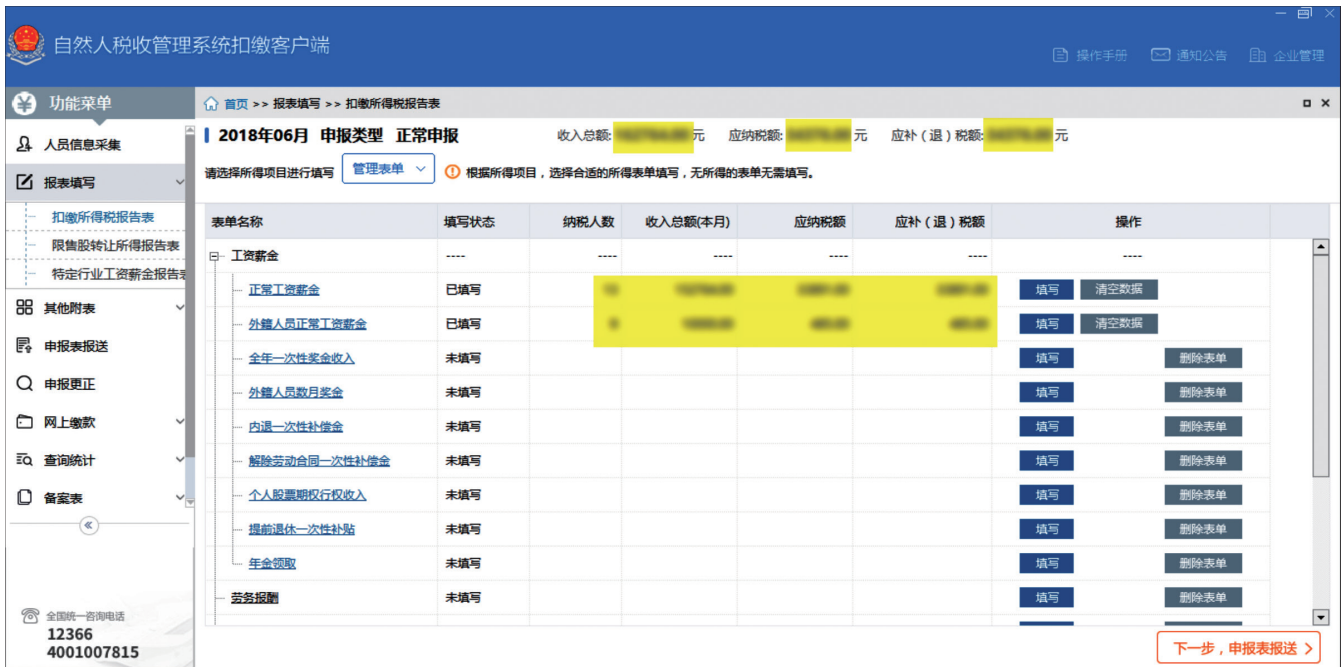 自然人税收管理系统扣缴客户端
操作手册 通知公告 企业管理
功能菜单
首页 >> 报表填写 >> 扣缴所得税报告表
人员信息采集
报表填写
扣缴所得税报告表
限售股转让所得报告表
特定行业工资薪金报告表
其他附表
申报表报送
申报更正
网上缴款
查询统计
备案表
全国统一咨询电话
12366
4001007815
2018年06月 申报类型 正常申报 收入总额: 元 应纳税额: 元 应补(退)税额: 元
请选择所得项目进行填写 管理表单 根据所得项目,选择合适的所得表单填写,无所得的表单无需填写。
表单名称 填写状态 纳税人数 收入总额(本月) 应纳税额 应补(退)税额 操作
工资薪金 ---- ---- ---- ---- ---- ----
正常工资薪金 已填写 填写 清空数据
外籍人员正常工资薪金 已填写 填写 清空数据
全年一次性奖金收入 未填写 填写 删除表单
外籍人员数月奖金 未填写 填写 删除表单
内退一次性补偿金 未填写 填写 删除表单
解除劳动合同一次性补偿金 未填写 填写 删除表单
个人股票期权行权收入 未填写 填写 删除表单
提前退休一次性补贴 未填写 填写 删除表单
年金领取 未填写 填写 删除表单
劳务报酬 未填写 填写 删除表单
下一步,申报表报送 >